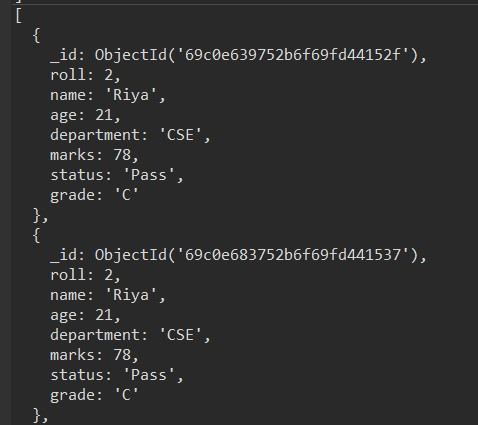 [
{
_id: ObjectId('69c0e639752b6f69fd44152f'),
roll: 2,
name: 'Riya',
age: 21,
department: 'CSE',
marks: 78,
status: 'Pass',
grade: 'C'
},
{
_id: ObjectId('69c0e683752b6f69fd441537'),
roll: 2,
name: 'Riya',
age: 21,
department: 'CSE',
marks: 78,
status: 'Pass',
grade: 'C'
},